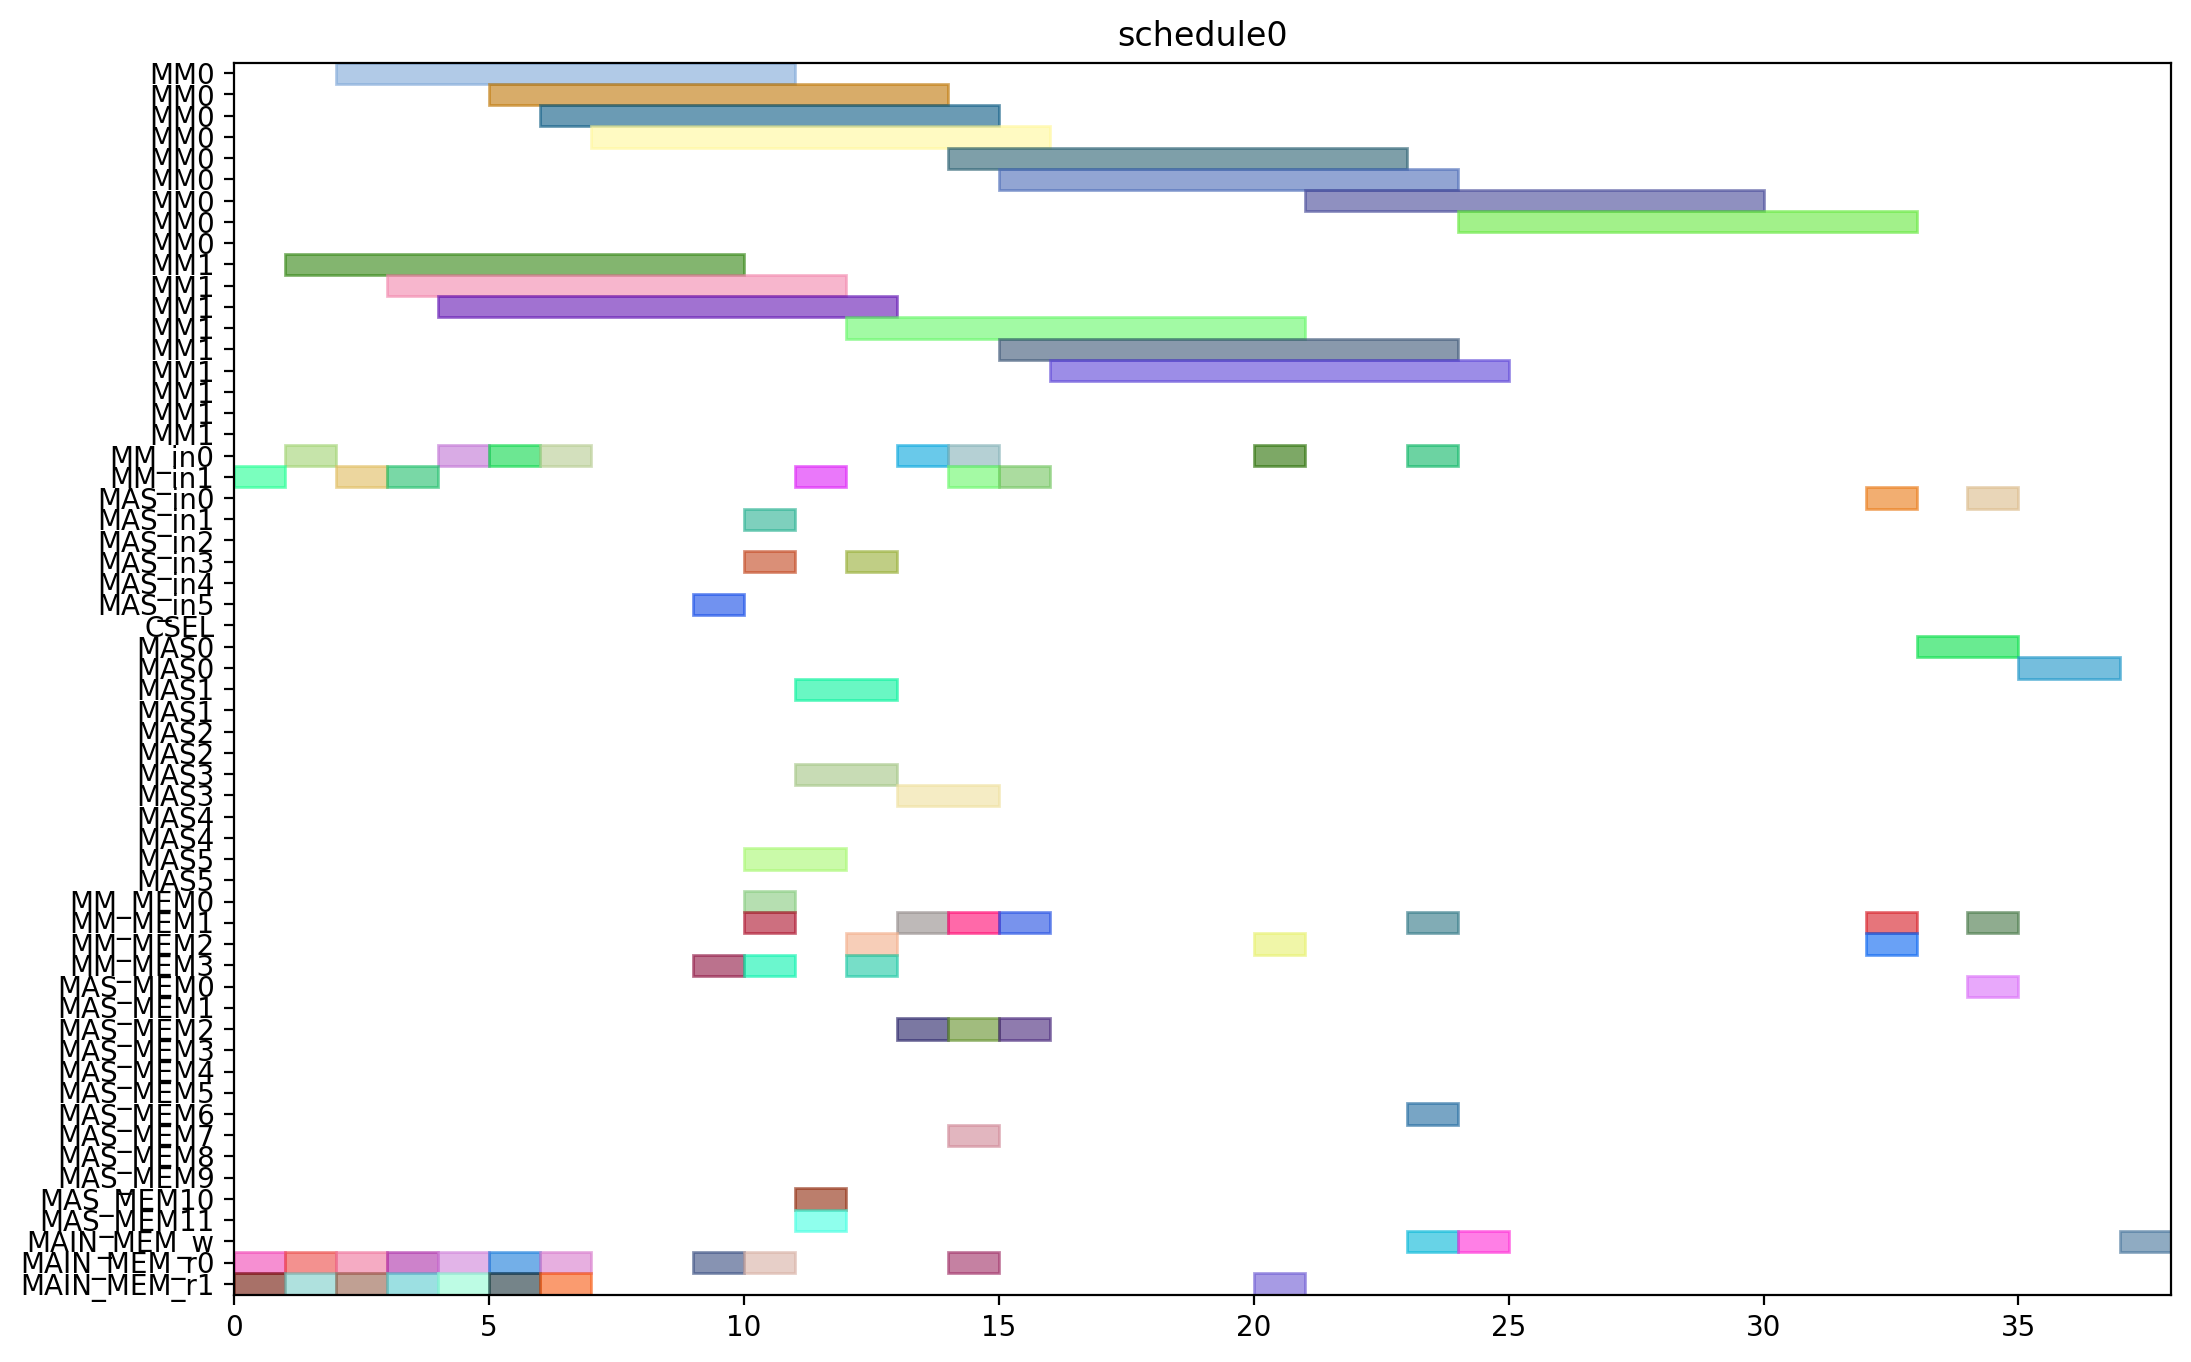 schedule0
MM0
MM0
MM0
MM0
MM0
MM0
MM0
MM0
MM0
MM1
MM1
MM1
MM1
MM1
MM1
MM1
MM1
MM1
MM_in0
MM_in1
MAS_in0
MAS_in1
MAS_in2
MAS_in3
MAS_in4
MAS_in5
CSEL
MAS0
MAS0
MAS1
MAS1
MAS2
MAS2
MAS3
MAS3
MAS4
MAS4
MAS5
MAS5
MM_MEM0
MM_MEM1
MM_MEM2
MM_MEM3
MAS_MEM0
MAS_MEM1
MAS_MEM2
MAS_MEM3
MAS_MEM4
MAS_MEM5
MAS_MEM6
MAS_MEM7
MAS_MEM8
MAS_MEM9
MAS_MEM10
MAS_MEM11
MAIN_MEM_w
MAIN_MEM_r0
MAIN_MEM_r1
0 5 10 15 20 25 30 35